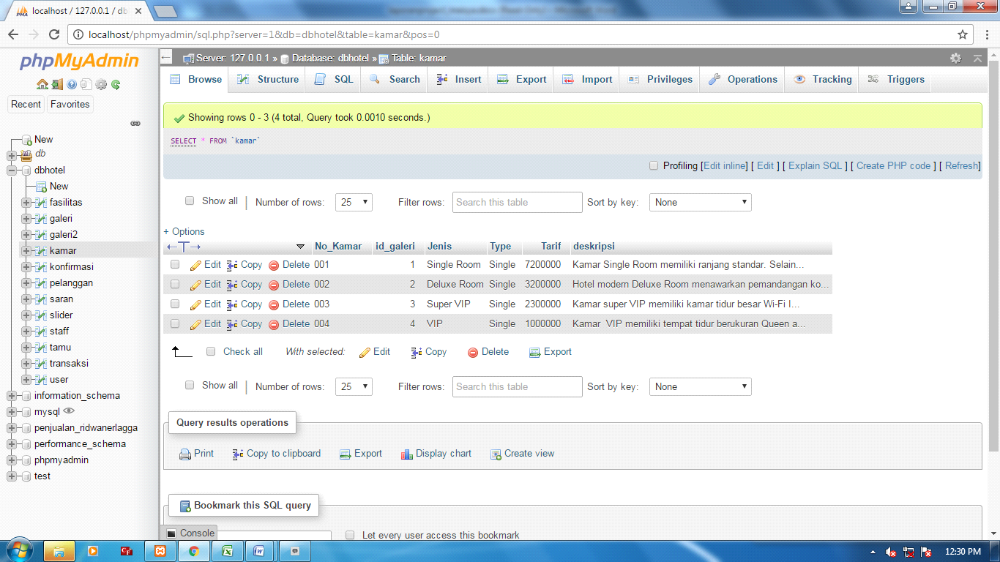 localhost / 127.0.0.1 / db
localhost/phpmyadmin/sql.php?server=1&db=dbhotel&table=kamar&pos=0
phpMyAdmin
Recent Favorites
New
db
dbhotel
New
fasilitas
galeri
galeri2
kamar
konfirmasi
pelanggan
saran
slider
staff
tamu
transaksi
user
information_schema
mysql
penjualan_ridwanerlagga
performance_schema
phpmyadmin
test
Server: 127.0.0.1 » Database: dbhotel » Table: kamar
Browse Structure SQL Search Insert Export Import Privileges Operations Tracking Triggers
Showing rows 0 - 3 (4 total, Query took 0.0010 seconds.)
SELECT * FROM `kamar`
Profiling [Edit inline] [ Edit ] [ Explain SQL ] [ Create PHP code ] [ Refresh]
Show all | Number of rows: 25 Filter rows: Search this table Sort by key: None
+ Options
←T→ No_Kamar id_galeri Jenis Type Tarif deskripsi
Edit Copy Delete 001 1 Single Room Single 7200000 Kamar Single Room memiliki ranjang standar. Selain...
Edit Copy Delete 002 2 Deluxe Room Single 3200000 Hotel modern Deluxe Room menawarkan pemandangan ko...
Edit Copy Delete 003 3 Super VIP Single 2300000 Kamar super VIP memiliki kamar tidur besar Wi-Fi I...
Edit Copy Delete 004 4 VIP Single 1000000 Kamar  VIP memiliki tempat tidur berukuran Queen a...
Check all With selected: Edit Copy Delete Export
Show all | Number of rows: 25 Filter rows: Search this table Sort by key: None
Query results operations
Print Copy to clipboard Export Display chart Create view
Bookmark this SQL query
Console
Let every user access this bookmark
12:30 PM